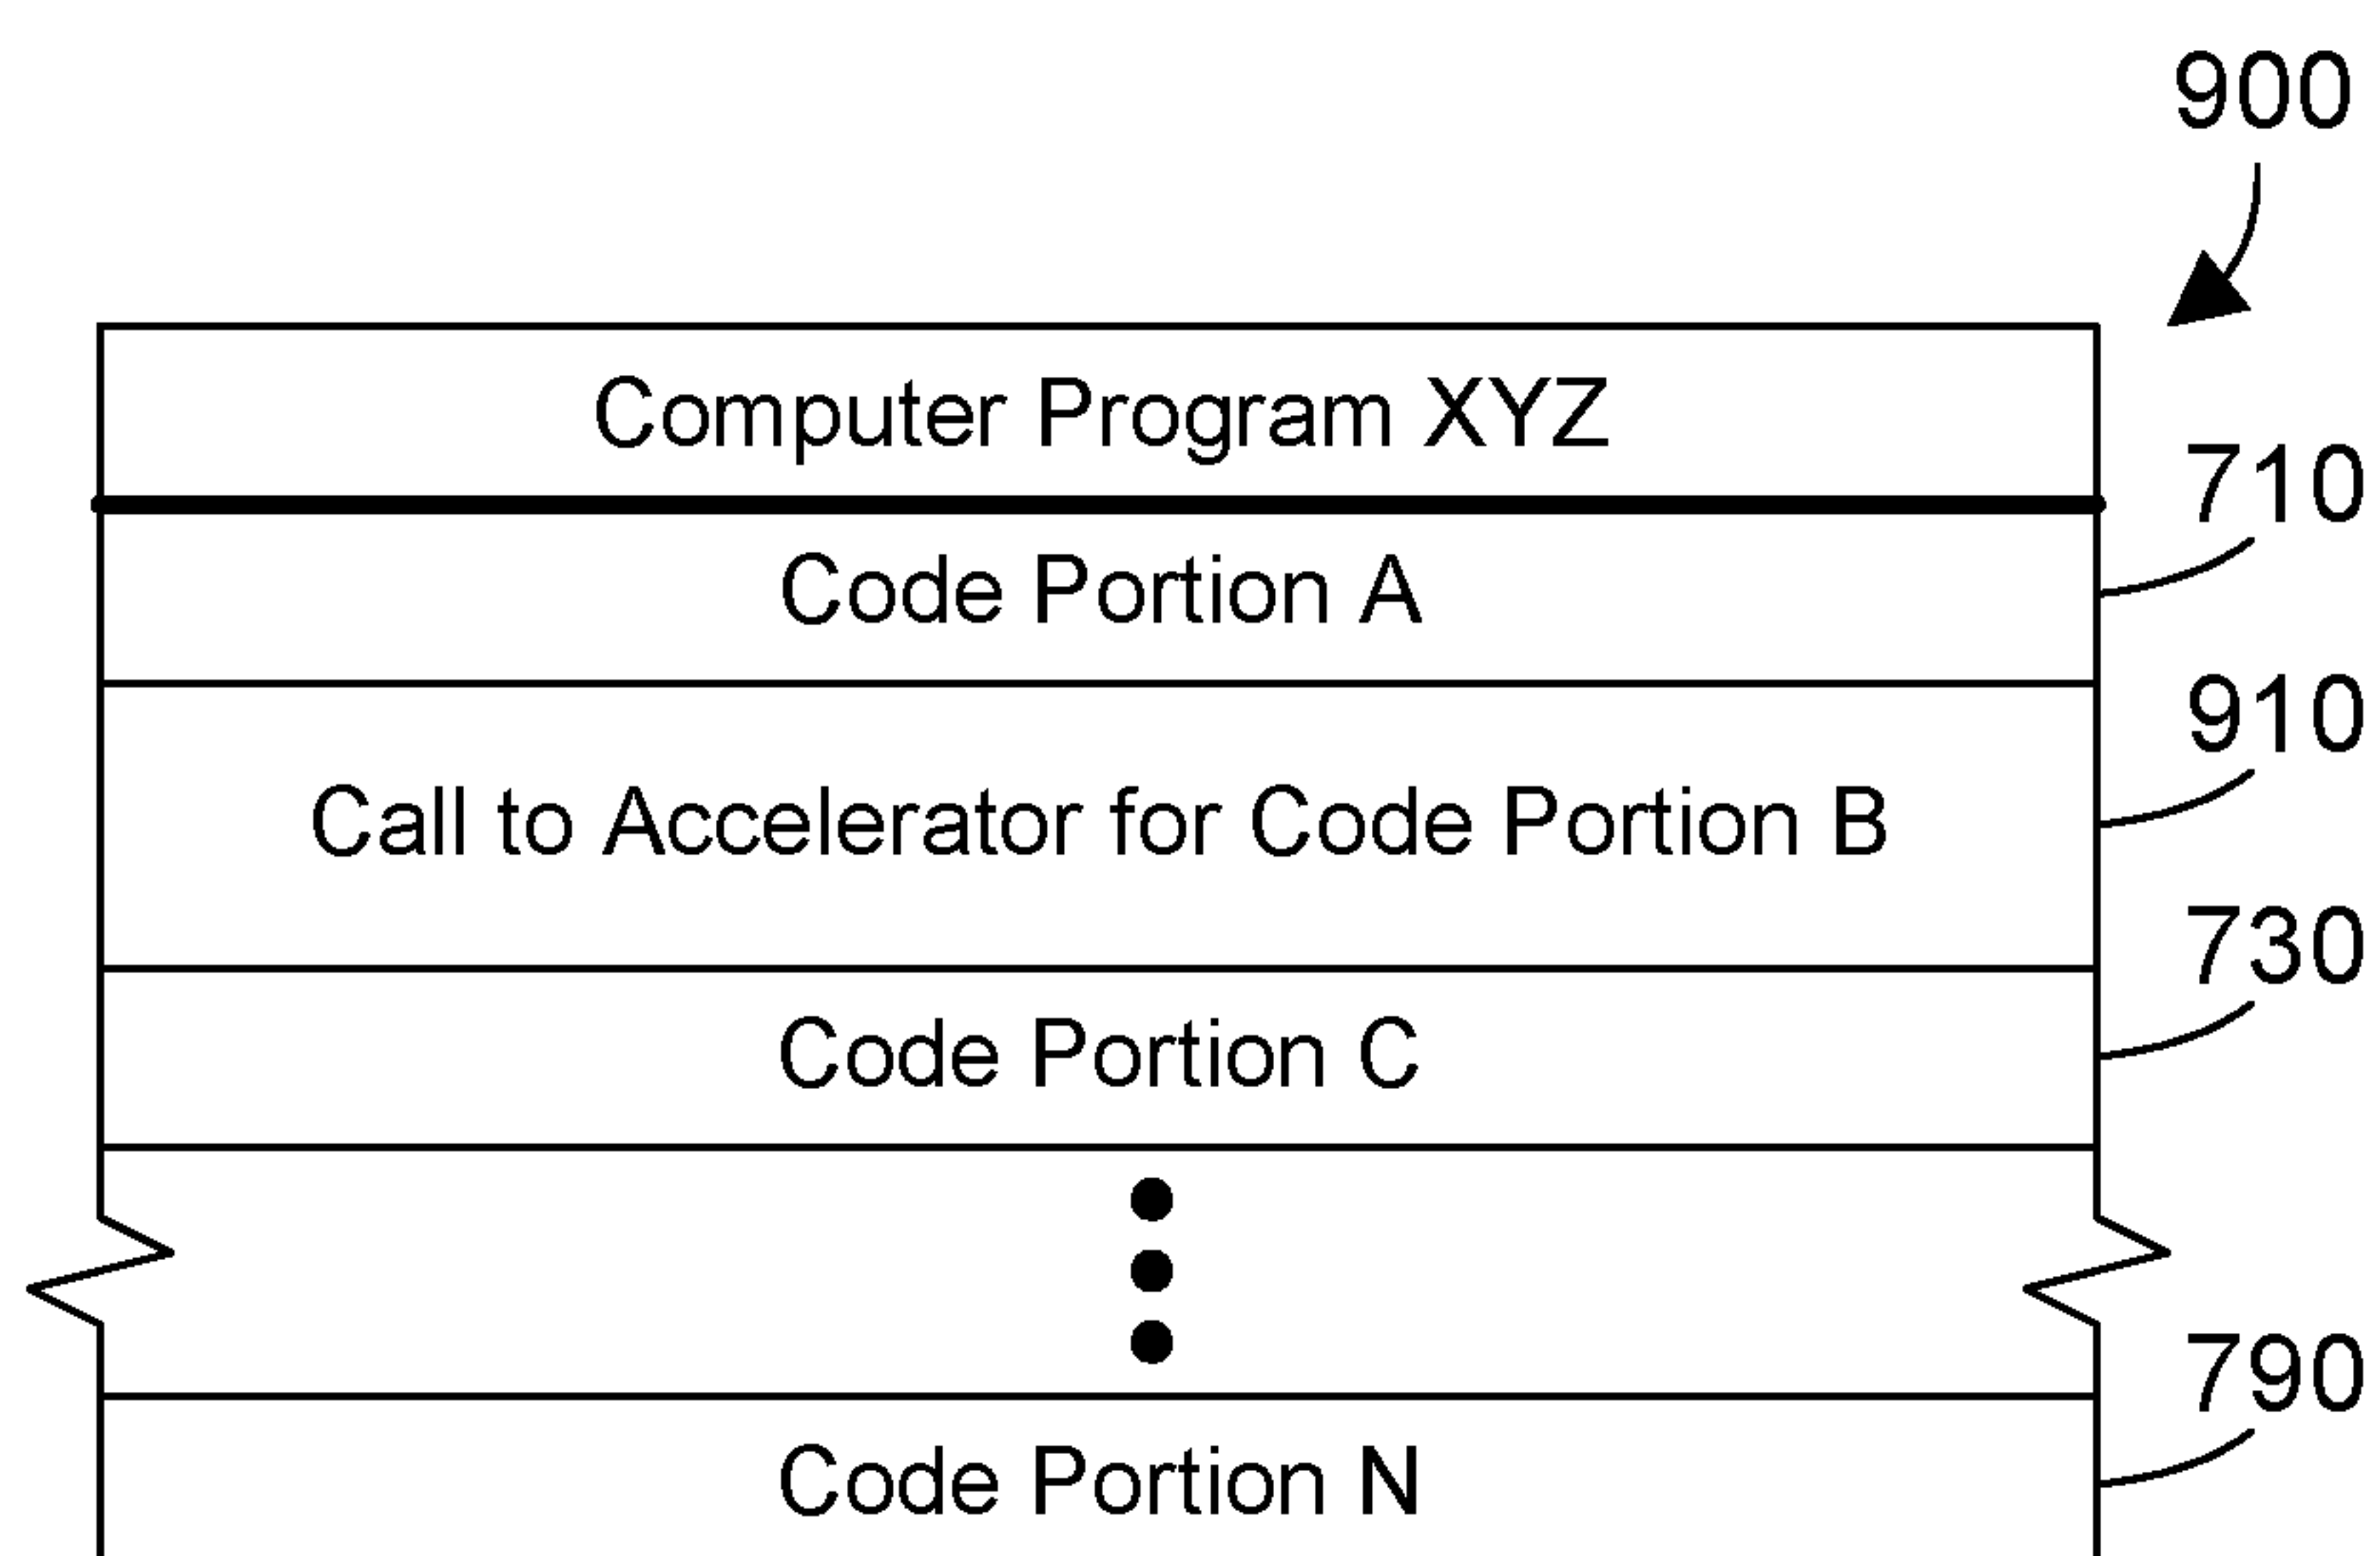 900
Computer Program XYZ
710
Code Portion A
910
Call to Accelerator for Code Portion B
730
Code Portion C
790
Code Portion N